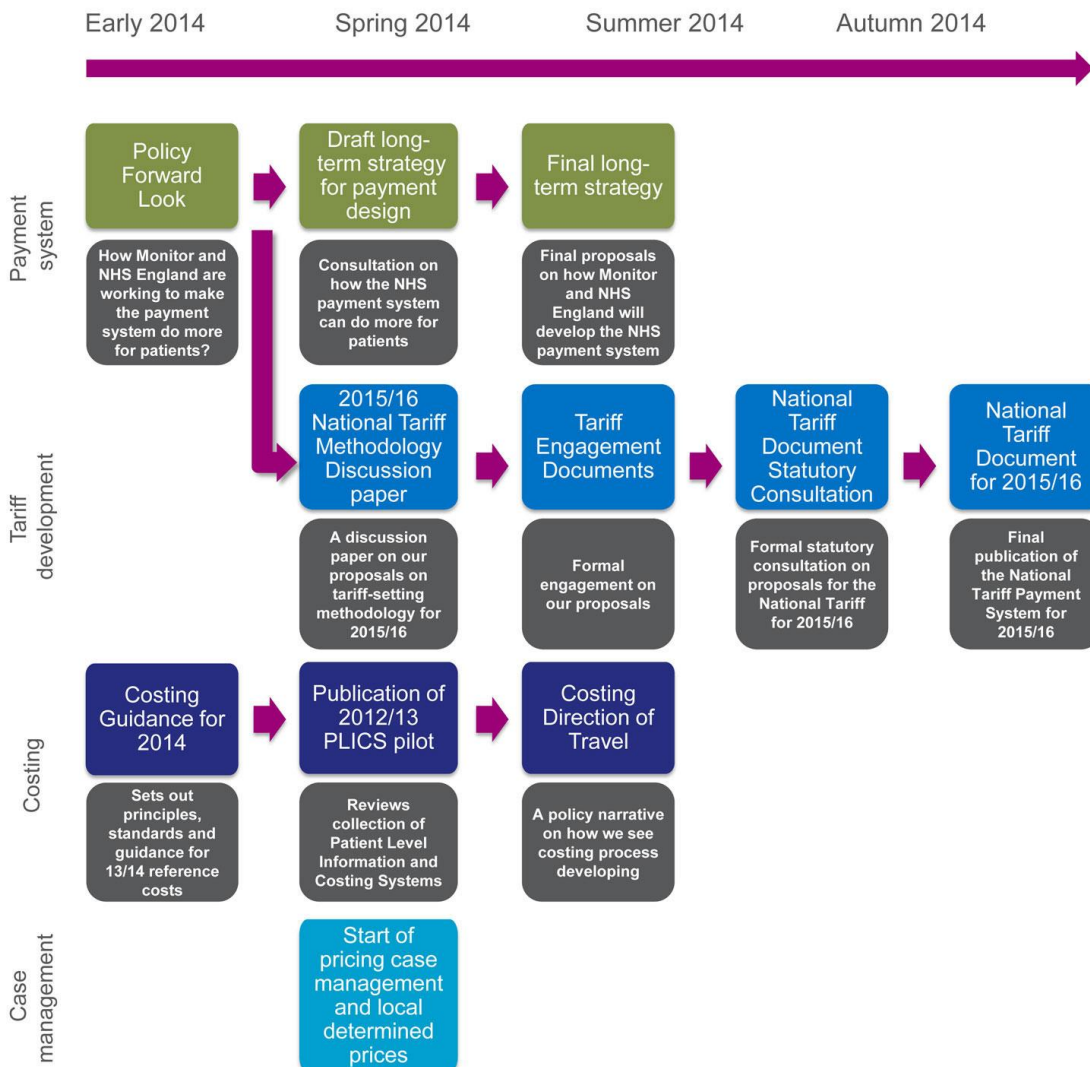 Early 2014
Spring 2014
Summer 2014
Autumn 2014
Payment
system
Policy
Forward
Look
Draft long-
term strategy
for payment
design
Final long-
term strategy
How Monitor and
NHS England are
working to make
the payment
system do more
for patients?
Consultation on
how the NHS
payment system
can do more for
patients
Final proposals
on how Monitor
and NHS
England will
develop the NHS
payment system
Tariff
development
2015/16
National Tariff
Methodology
Discussion
paper
Tariff
Engagement
Documents
National
Tariff
Document
Statutory
Consultation
National
Tariff
Document
for 2015/16
A discussion
paper on our
proposals on
tariff-setting
methodology for
2015/16
Formal
engagement on
our proposals
Formal statutory
consultation on
proposals for the
National Tariff
for 2015/16
Final
publication of
the National
Tariff Payment
System for
2015/16
Costing
Costing
Guidance for
2014
Publication of
2012/13
PLICS pilot
Costing
Direction of
Travel
Sets out
principles,
standards and
guidance for
13/14 reference
costs
Reviews
collection of
Patient Level
Information and
Costing Systems
A policy narrative
on how we see
costing process
developing
Case
management
Start of
pricing case
management
and local
determined
prices